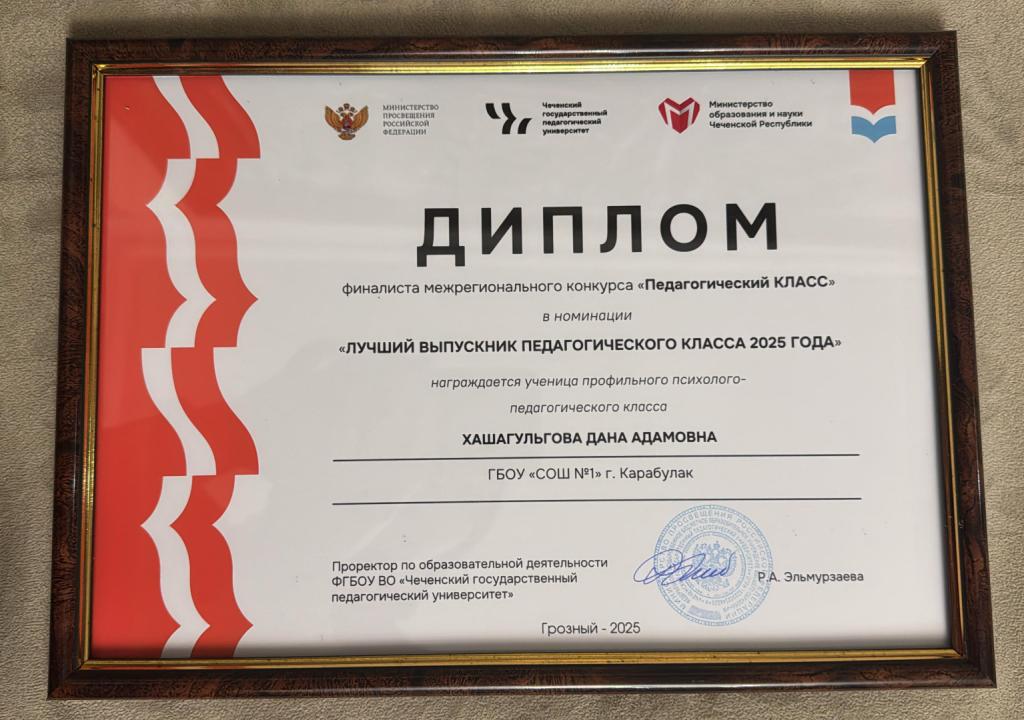 МИНИСТЕРСТВО
ПРОСВЕЩЕНИЯ
РОССИЙСКОЙ
ФЕДЕРАЦИИ
Чеченский
государственный
педагогический
университет
Министерство
образования и науки
Чеченской Республики
ДИПЛОМ
финалиста межрегионального конкурса «Педагогический КЛАСС»
в номинации
«ЛУЧШИЙ ВЫПУСКНИК ПЕДАГОГИЧЕСКОГО КЛАССА 2025 ГОДА»
награждается ученица профильного психолого-
педагогического класса
ХАШАГУЛЬГОВА ДАНА АДАМОВНА
ГБОУ «СОШ №1» г. Карабулак
Проректор по образовательной деятельности
ФГБОУ ВО «Чеченский государственный
педагогический университет»
Р.А. Эльмурзаева
Грозный - 2025